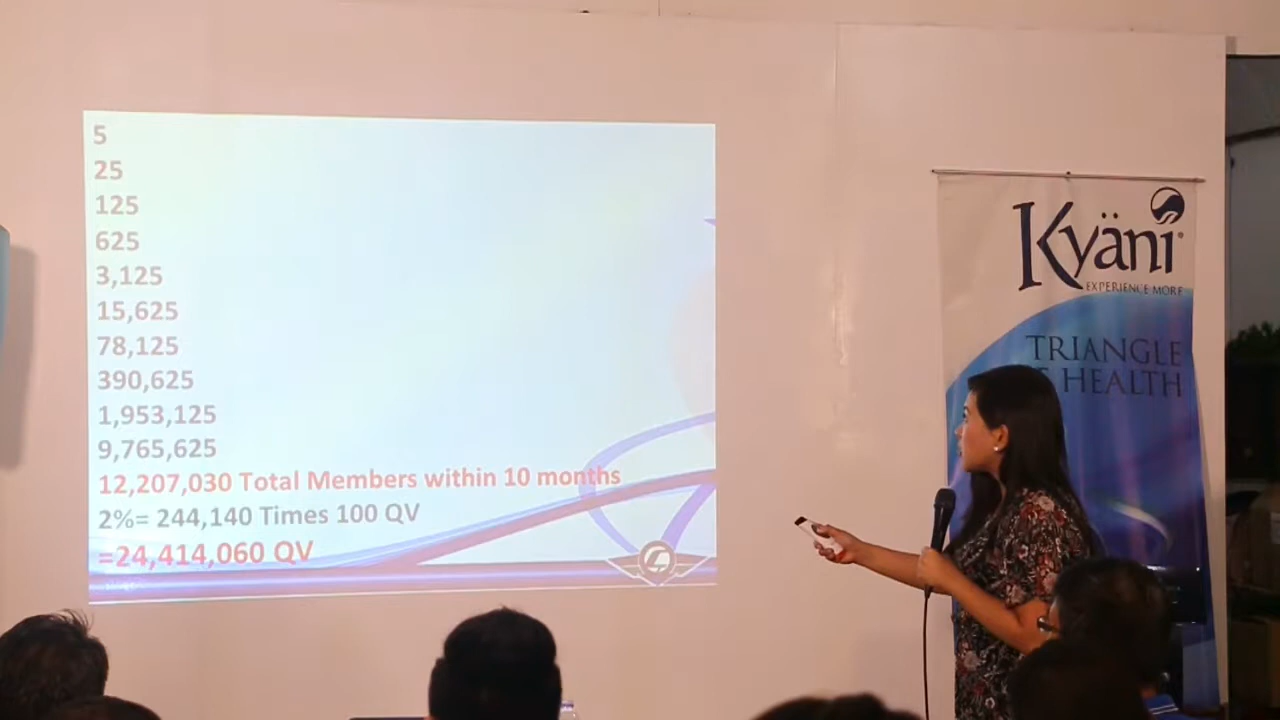 5
25
125
625
3,125
15,625
78,125
390,625
1,953,125
9,765,625
12,207,030 Total Members within 10 months
2%= 244,140 Times 100 QV
=24,414,060 QV
Kyäni®
EXPERIENCE MORE
TRIANGLE
HEALTH